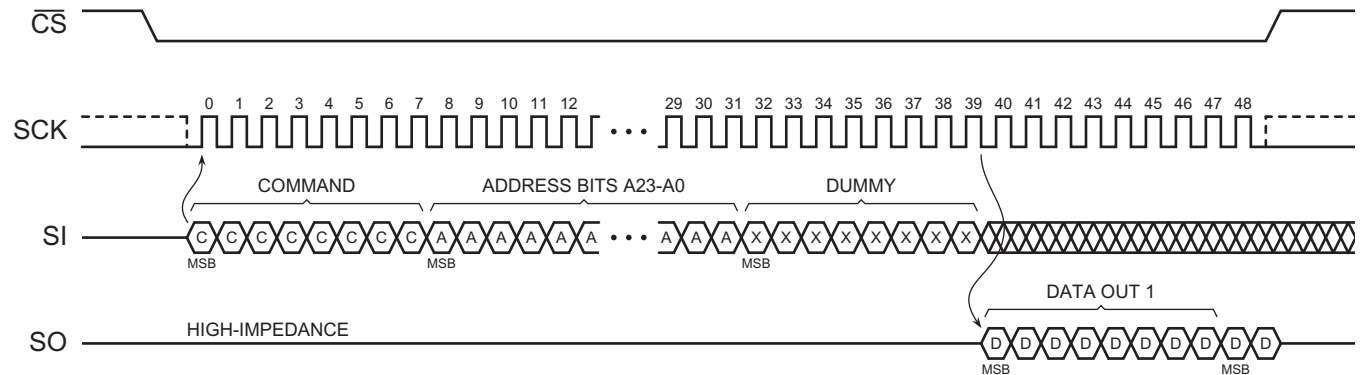 CS
0 1 2 3 4 5 6 7 8 9 10 11 12 29 30 31 32 33 34 35 36 37 38 39 40 41 42 43 44 45 46 47 48
SCK
COMMAND ADDRESS BITS A23-A0 DUMMY
SI C C C C C C C C A A A A A A A A A X X X X X X X X
MSB MSB MSB
DATA OUT 1
HIGH-IMPEDANCE
SO D D D D D D D D D D
MSB MSB